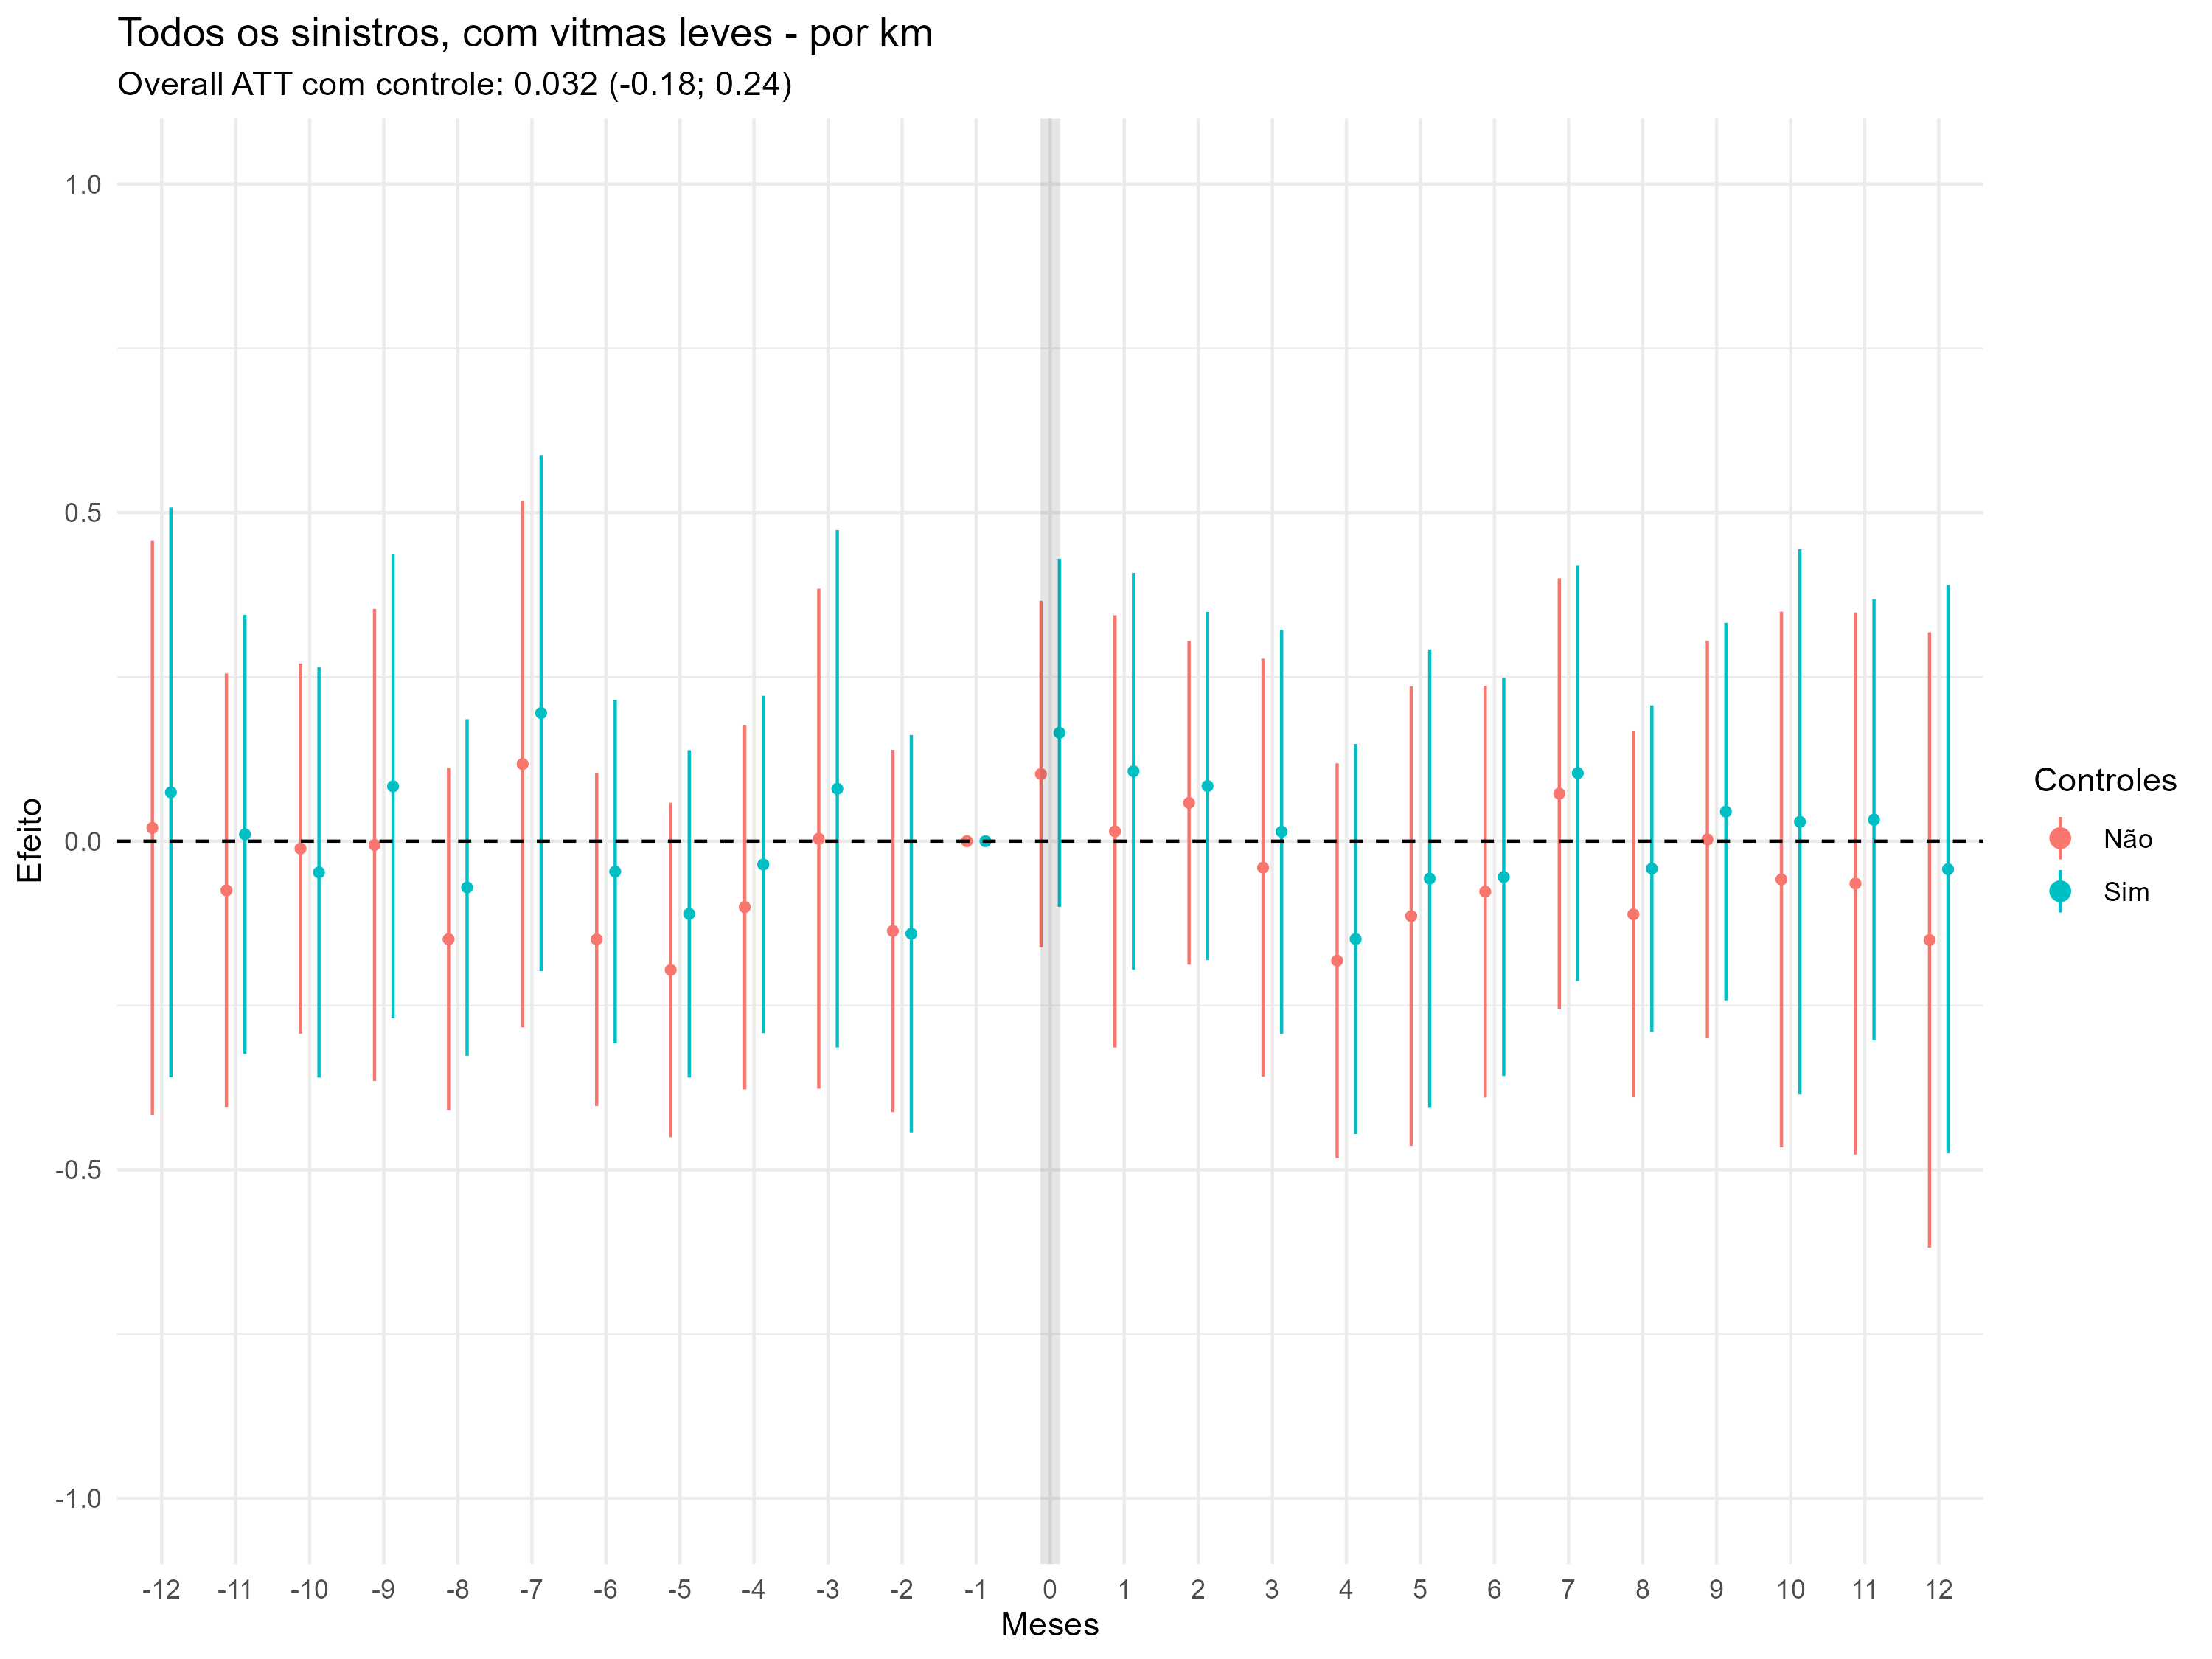 Todos os sinistros, com vitmas leves - por km
Overall ATT com controle: 0.032 (-0.18; 0.24)
1.0
0.5
0.0
-0.5
-1.0
Efeito
-12 -11 -10 -9 -8 -7 -6 -5 -4 -3 -2 -1 0 1 2 3 4 5 6 7 8 9 10 11 12
Meses
Controles
Não
Sim